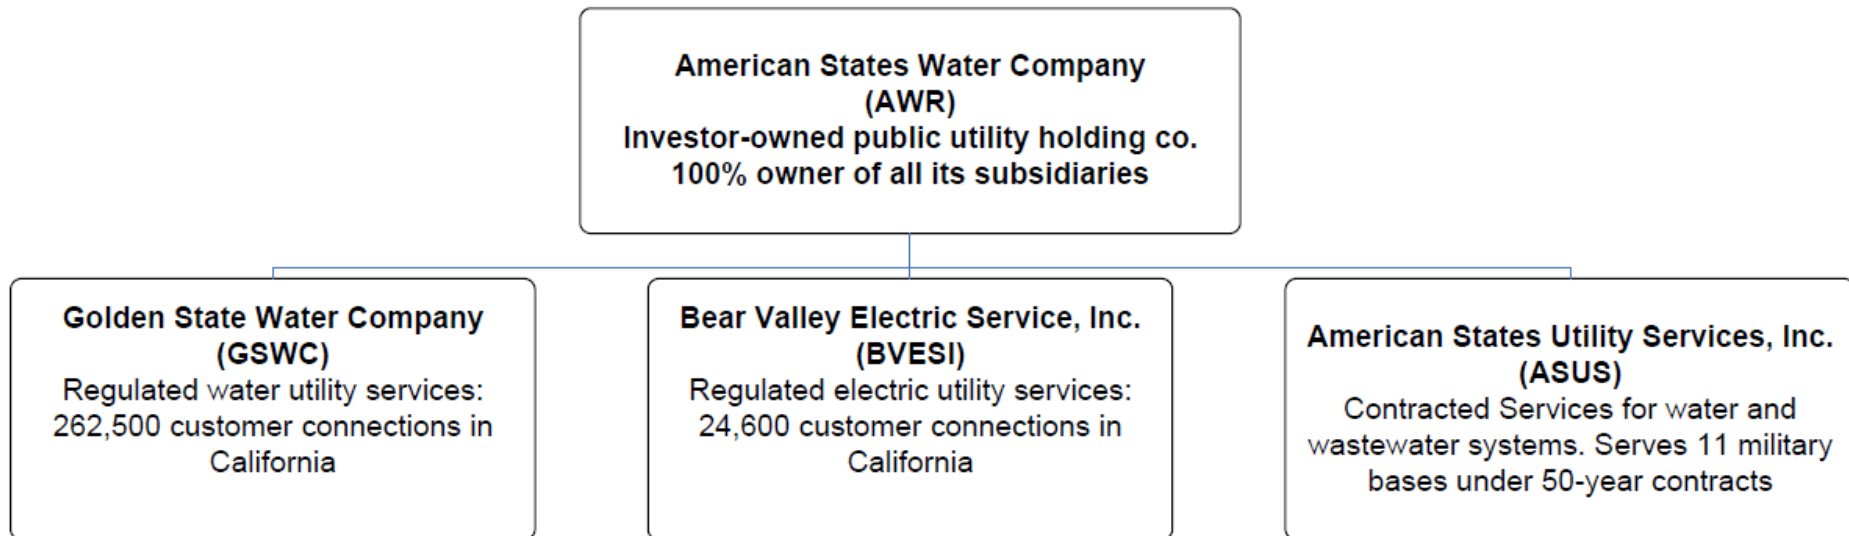 American States Water Company
(AWR)
Investor-owned public utility holding co.
100% owner of all its subsidiaries
Golden State Water Company
(GSWC)
Regulated water utility services:
262,500 customer connections in
California
Bear Valley Electric Service, Inc.
(BVESI)
Regulated electric utility services:
24,600 customer connections in
California
American States Utility Services, Inc.
(ASUS)
Contracted Services for water and
wastewater systems. Serves 11 military
bases under 50-year contracts